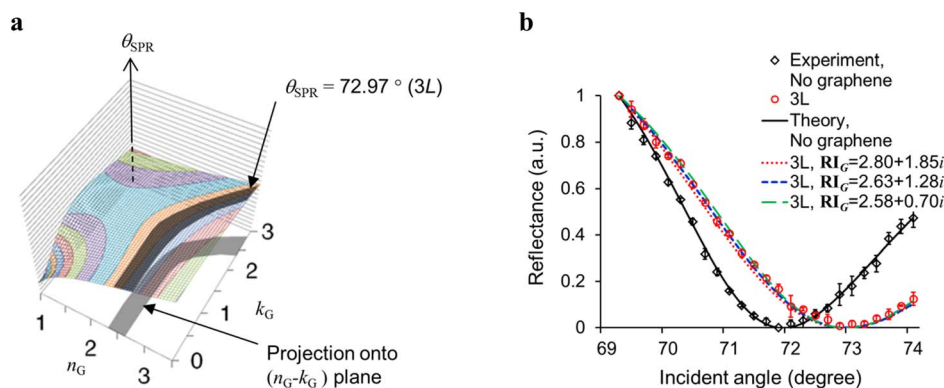 a
θSPR
θSPR = 72.97 ° (3L)
3
2
1
0
kG
1
2
3
nG
Projection onto
(nG-kG) plane
b
Experiment,
No graphene
3L
Theory,
No graphene
3L, RIG=2.80+1.85i
3L, RIG=2.63+1.28i
3L, RIG=2.58+0.70i
1
0.8
0.6
0.4
0.2
0
Reflectance (a.u.)
69 70 71 72 73 74
Incident angle (degree)